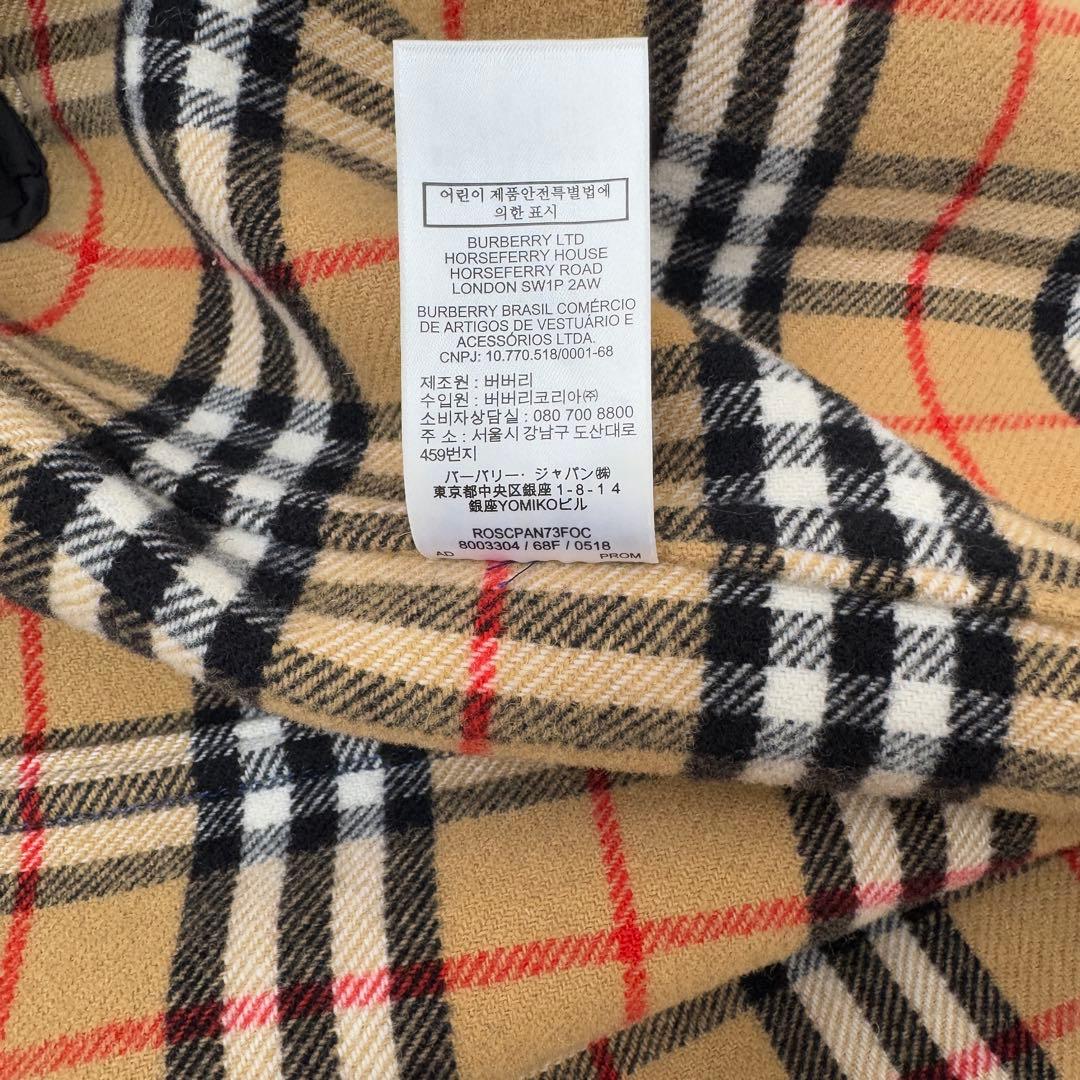 어린이 제품안전특별법에
의한 표시
BURBERRY LTD
HORSEFERRY HOUSE
HORSEFERRY ROAD
LONDON SW1P 2AW
BURBERRY BRASIL COMÉRCIO
DE ARTIGOS DE VESTUÁRIO E
ACESSÓRIOS LTDA.
CNPJ: 10.770.518/0001-68
제조원 : 버버리
수입원 : 버버리코리아㈜
소비자상담실 : 080 700 8800
주 소 : 서울시 강남구 도산대로
459번지
バーバリー・ジャパン㈱
東京都中央区銀座 1-8-14
銀座YOMIKOビル
ROSCPAN73FOC
8003304 / 68F / 0518
AD PROM